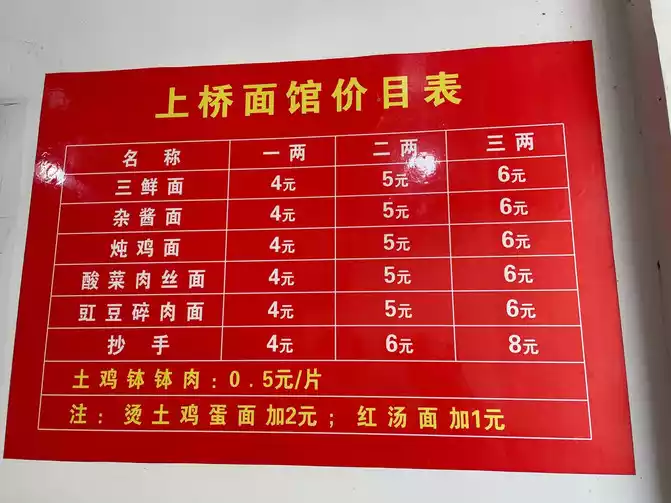 上桥面馆价目表
名称 一两 二两 三两
三鲜面 4元 5元 6元
杂酱面 4元 5元 6元
炖鸡面 4元 5元 6元
酸菜肉丝面 4元 5元 6元
豇豆碎肉面 4元 5元 6元
抄手 4元 6元 8元
土鸡钵钵肉：0.5元/片
注：烫土鸡蛋面加2元；红汤面加1元